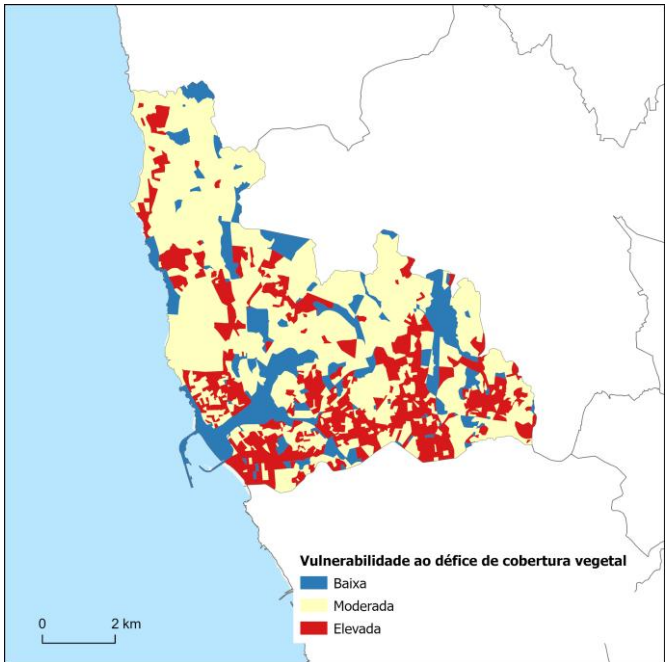 Vulnerabilidade ao défice de cobertura vegetal
Baixa
Moderada
Elevada
0 2 km